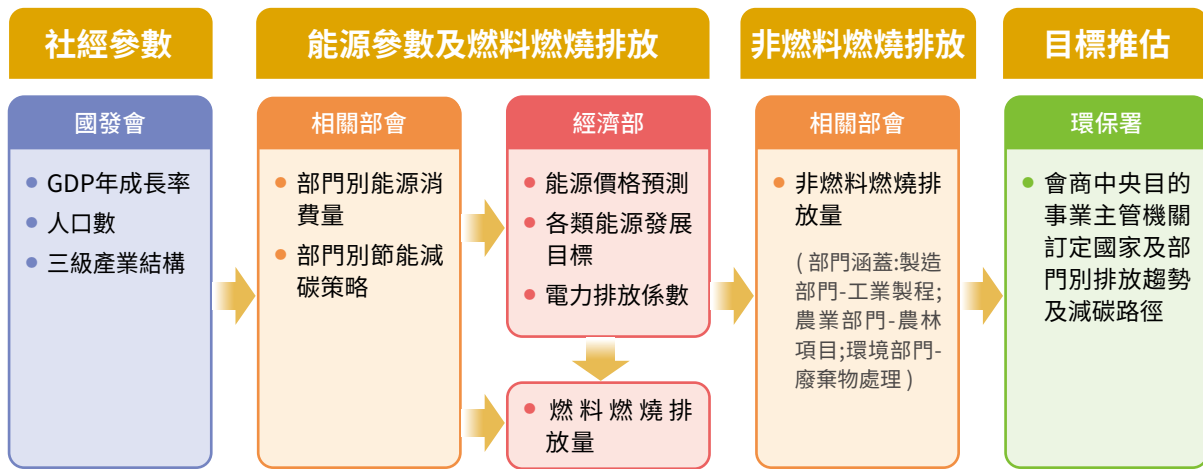 社經參數
能源參數及燃料燃燒排放
非燃料燃燒排放
目標推估
國發會
GDP年成長率
人口數
三級產業結構
相關部會
部門別能源消
費量
部門別節能減
碳策略
經濟部
能源價格預測
各類能源發展
目標
電力排放係數
燃料燃燒排
放量
相關部會
非燃料燃燒排
放量
( 部門涵蓋:製造
部門-工業製程;
農業部門-農林
項目;環境部門-
廢棄物處理 )
環保署
會商中央目的
事業主管機關
訂定國家及部
門別排放趨勢
及減碳路徑